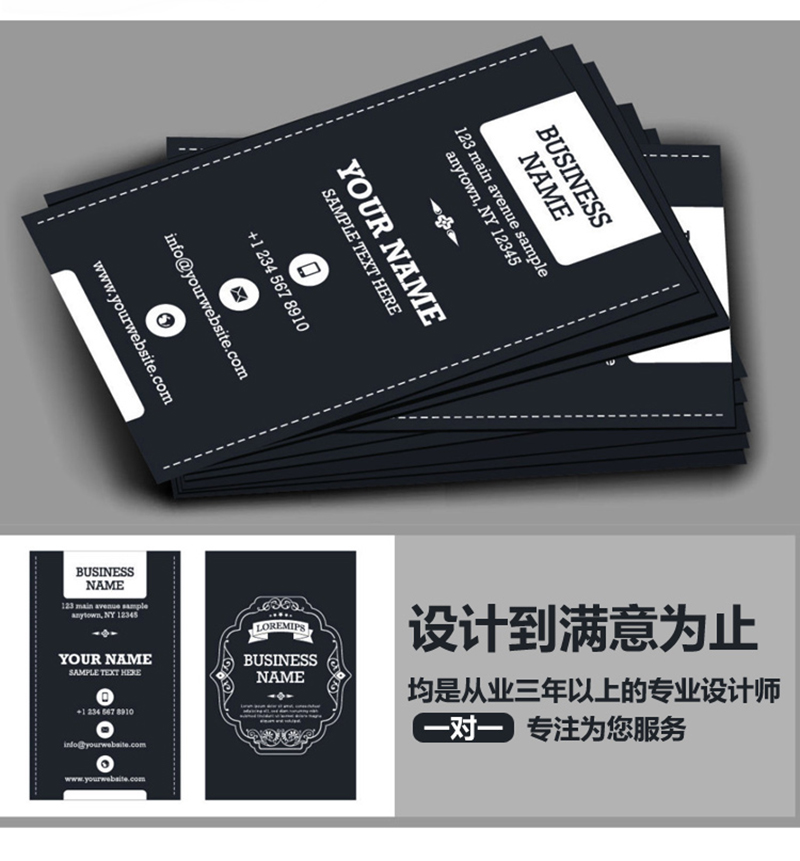 BUSINESS
NAME
123 main avenue sample
anytown, NY 12345
YOUR NAME
SAMPLE TEXT HERE
+1 234 567 8910
info@yourwebsite.com
www.yourwebsite.com
BUSINESS
NAME
123 main avenue sample
anytown, NY 12345
YOUR NAME
SAMPLE TEXT HERE
+1 234 567 8910
info@yourwebsite.com
www.yourwebsite.com
LOREMIPS
BUSINESS
NAME
设计到满意为止
均是从业三年以上的专业设计师
一对一 专注为您服务